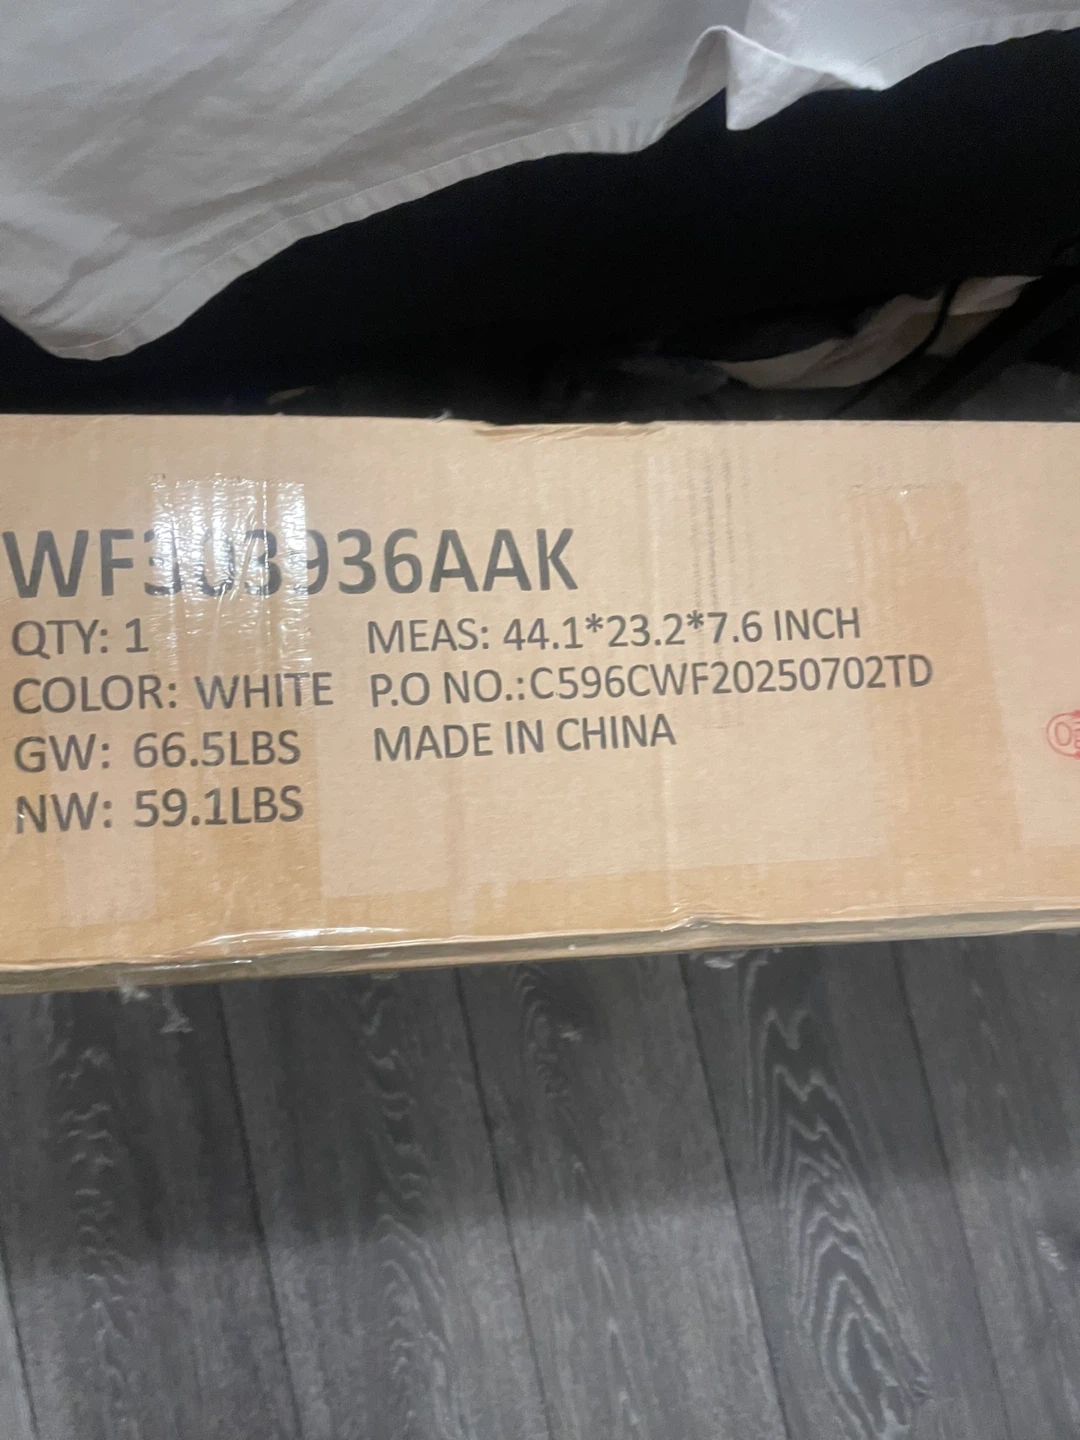 WF303936AAK
QTY: 1
MEAS: 44.1*23.2*7.6 INCH
COLOR: WHITE
P.O NO.:C596CWF20250702TD
GW: 66.5LBS
MADE IN CHINA
NW: 59.1LBS